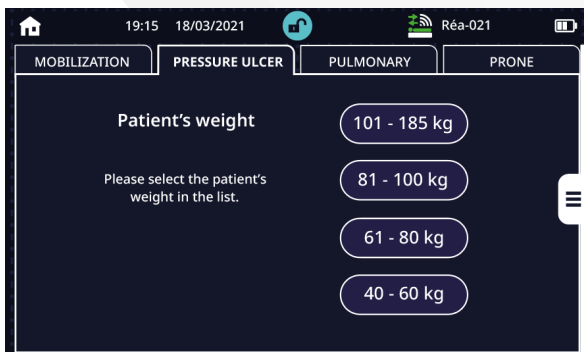 19:15 18/03/2021 Réa-021
MOBILIZATION PRESSURE ULCER PULMONARY PRONE
Patient's weight
Please select the patient's
weight in the list.
101 - 185 kg
81 - 100 kg
61 - 80 kg
40 - 60 kg